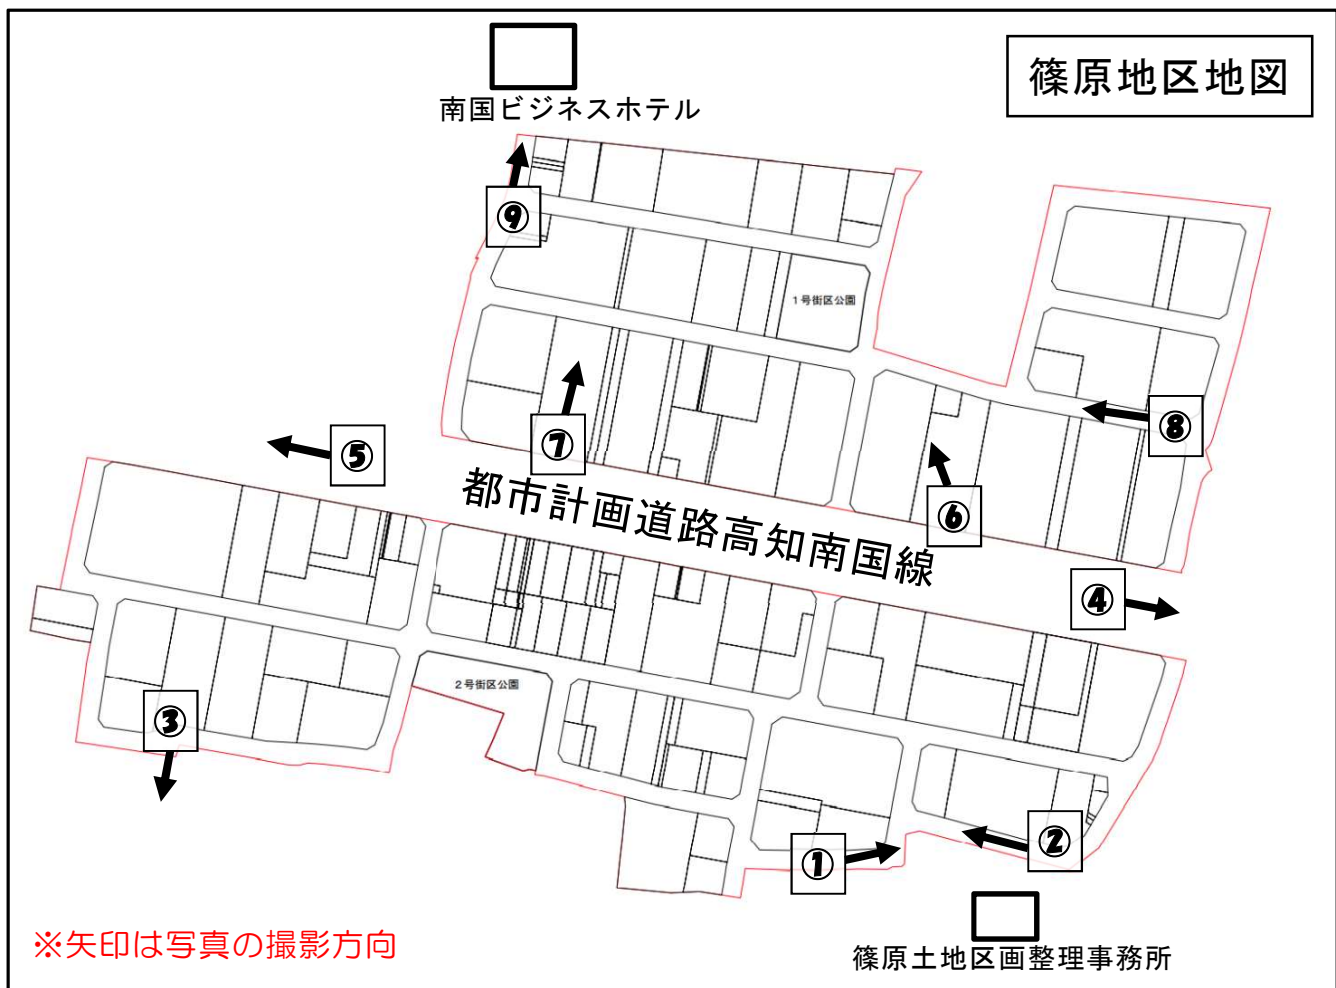 篠原地区地図
南国ビジネスホテル
⑨
1号街区公園
⑦
⑧
⑤
都市計画道路高知南国線
⑥
④
2号街区公園
③
①
②
※矢印は写真の撮影方向
篠原土地区画整理事務所